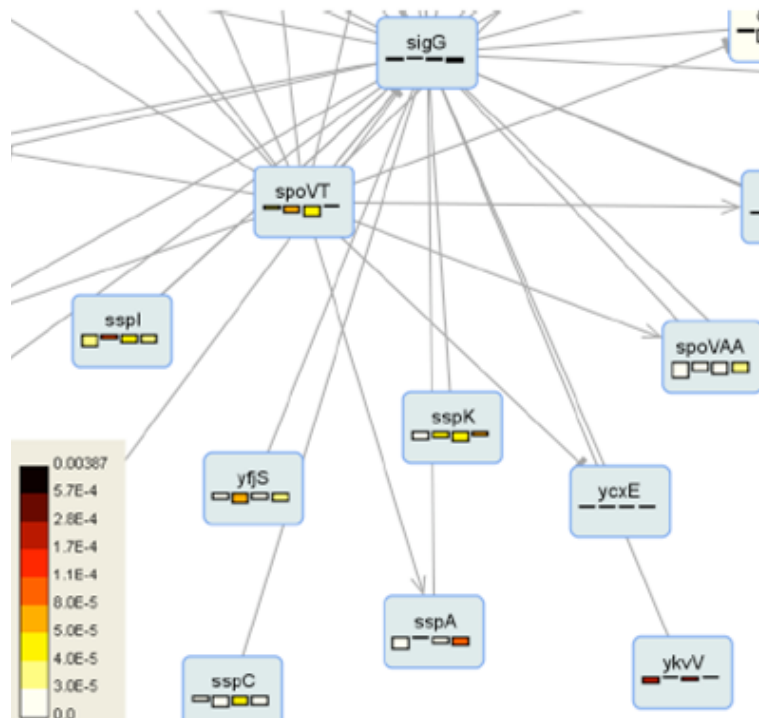 sigG
spoVT
sspI
spoVAA
sspK
yfjS
ycxE
sspA
sspC
ykvV
0.00387
5.7E-4
2.8E-4
1.7E-4
1.1E-4
8.0E-5
5.0E-5
4.0E-5
3.0E-5
0.0